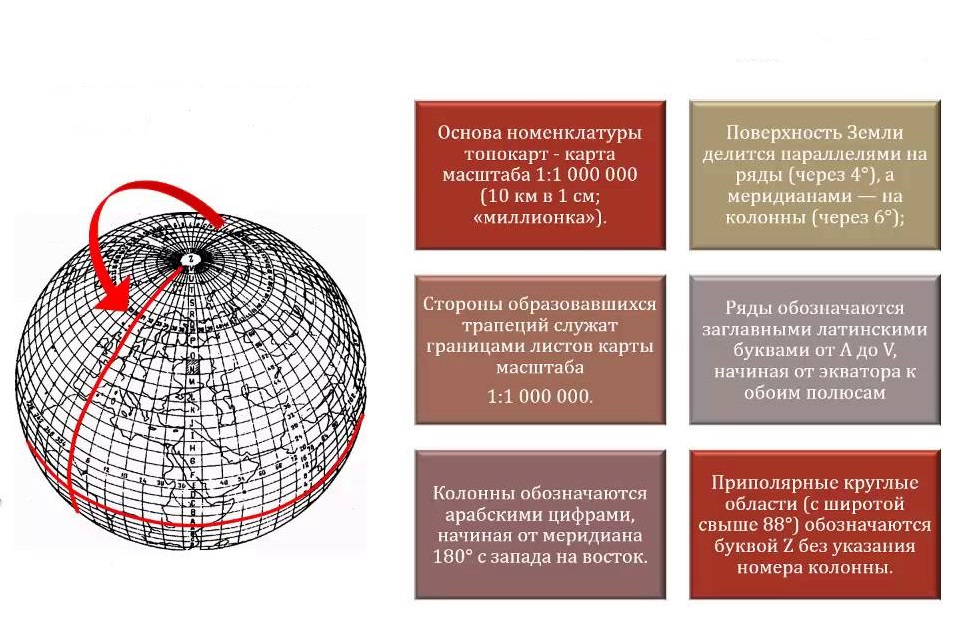 Основа номенклатуры
топокарт - карта
масштаба 1:1 000 000
(10 км в 1 см;
«миллионка»).
Поверхность Земли
делится параллелями на
ряды (через 4°), а
меридианами — на
колонны (через 6°);
Стороны образовавшихся
трапеций служат
границами листов карты
масштаба
1:1 000 000.
Ряды обозначаются
заглавными латинскими
буквами от А до V,
начиная от экватора к
обоим полюсам
Колонны обозначаются
арабскими цифрами,
начиная от меридиана
180° с запада на восток.
Приполярные круглые
области (с широтой
свыше 88°) обозначаются
буквой Z без указания
номера колонны.
Z